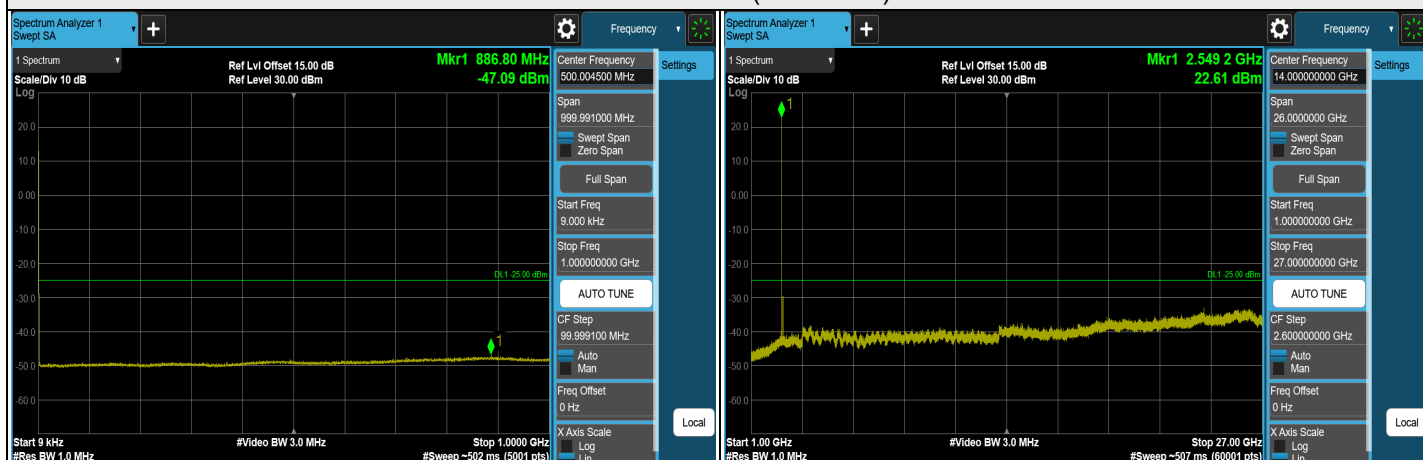 Spectrum Analyzer 1
Swept SA
+
Frequency
1 Spectrum
Scale/Div 10 dB
Log
Ref Lvl Offset 15.00 dB
Ref Level 30.00 dBm
Mkr1 886.80 MHz
-47.09 dBm
20.0
10.0
0.00
-10.0
-20.0
-30.0
-40.0
-50.0
-60.0
DL1 -25.00 dBm
1
Start 9 kHz
#Res BW 1.0 MHz
#Video BW 3.0 MHz
Stop 1.0000 GHz
#Sweep ~502 ms (5001 pts)
Center Frequency
500.004500 MHz
Span
999.991000 MHz
Swept Span
Zero Span
Full Span
Start Freq
9.000 kHz
Stop Freq
1.000000000 GHz
AUTO TUNE
CF Step
99.999100 MHz
Auto
Man
Freq Offset
0 Hz
X Axis Scale
Log
Lin
Settings
Local
Spectrum Analyzer 1
Swept SA
+
Frequency
1 Spectrum
Scale/Div 10 dB
Log
Ref Lvl Offset 15.00 dB
Ref Level 30.00 dBm
Mkr1 2.549 2 GHz
22.61 dBm
1
20.0
10.0
0.00
-10.0
-20.0
-30.0
-40.0
-50.0
-60.0
DL1 -25.00 dBm
Start 1.00 GHz
#Res BW 1.0 MHz
#Video BW 3.0 MHz
Stop 27.00 GHz
#Sweep ~507 ms (60001 pts)
Center Frequency
14.000000000 GHz
Span
26.0000000 GHz
Swept Span
Zero Span
Full Span
Start Freq
1.000000000 GHz
Stop Freq
27.000000000 GHz
AUTO TUNE
CF Step
2.600000000 GHz
Auto
Man
Freq Offset
0 Hz
X Axis Scale
Log
Lin
Settings
Local